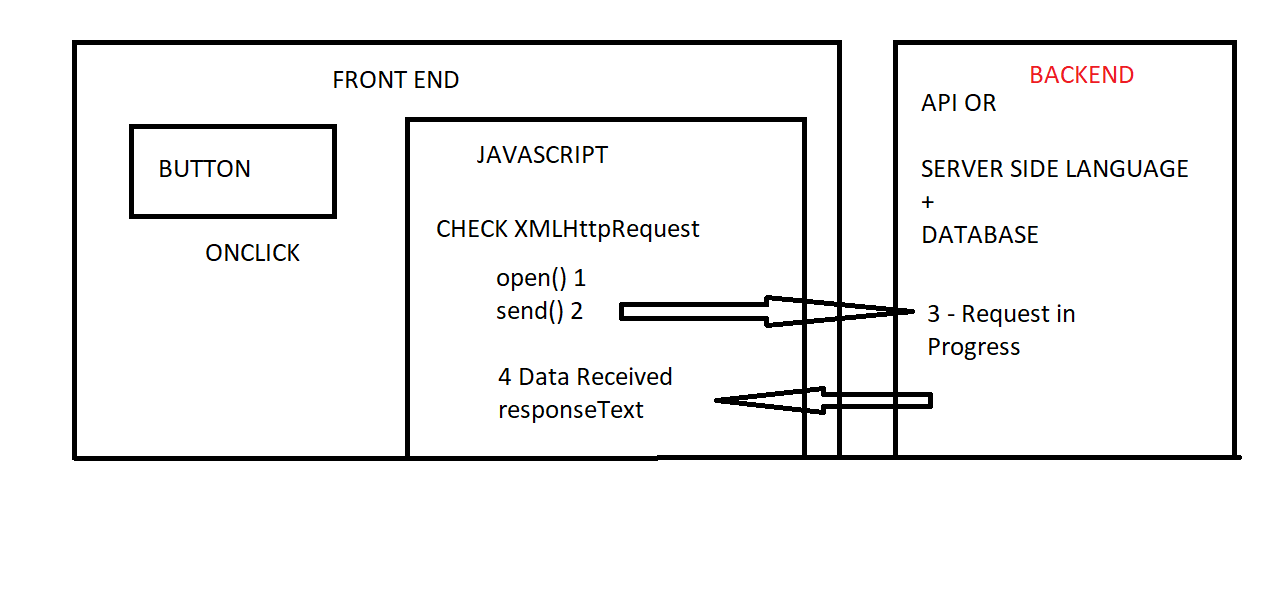 FRONT END
BUTTON
ONCLICK
JAVASCRIPT
CHECK XMLHttpRequest
open() 1
send() 2
4 Data Received
responseText
BACKEND
API OR
SERVER SIDE LANGUAGE
+
DATABASE
3 - Request in
Progress